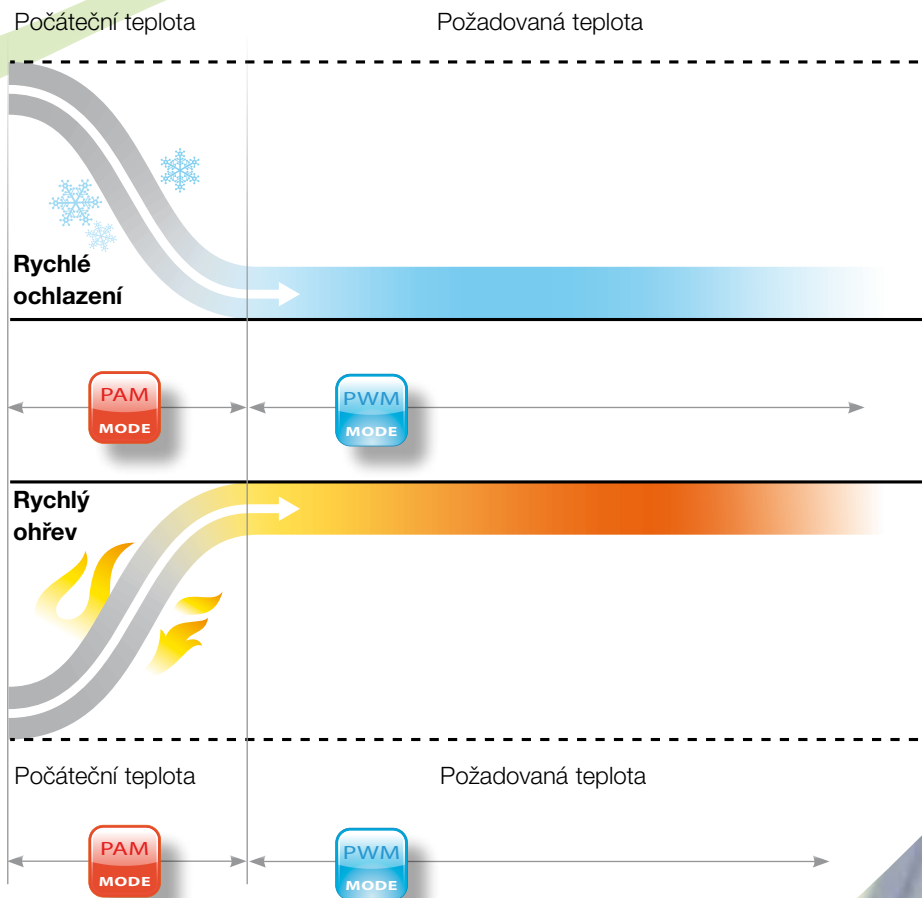 Počáteční teplota
Požadovaná teplota
Rychlé
ochlazení
PAM
MODE
PWM
MODE
Rychlý
ohřev
Počáteční teplota
Požadovaná teplota
PAM
MODE
PWM
MODE